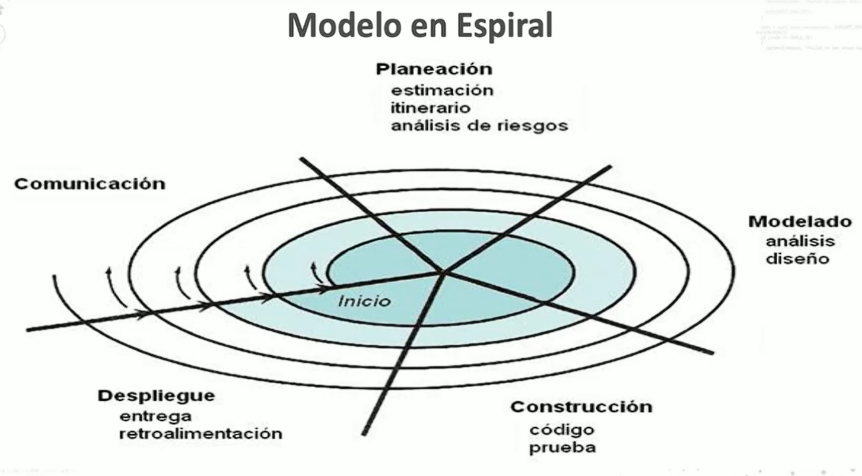 Modelo en Espiral
Planeación
estimación
itinerario
análisis de riesgos
Comunicación
Modelado
análisis
diseño
Inicio
Despliegue
entrega
retroalimentación
Construcción
código
prueba